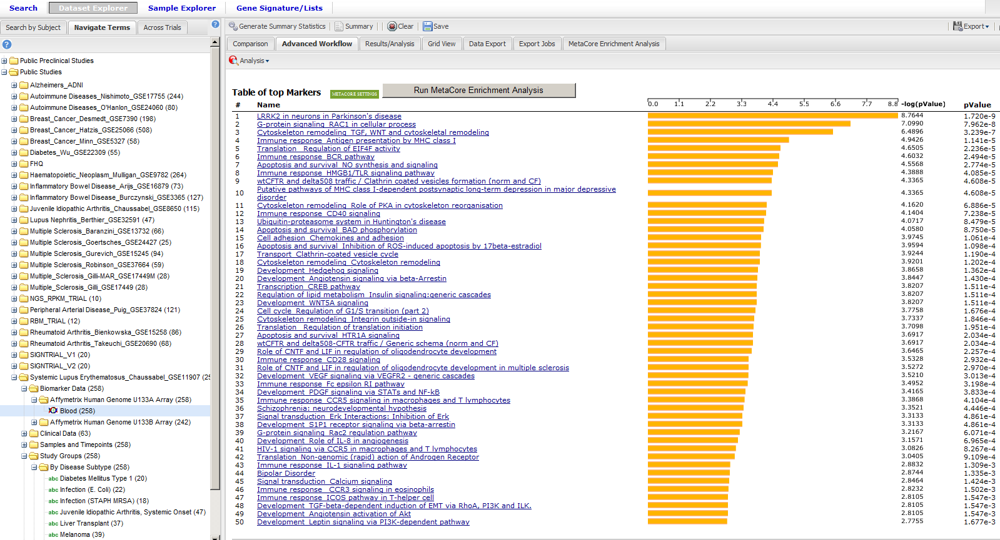 Search
Dataset Explorer
Sample Explorer
Gene Signature/Lists
Search by Subject
Navigate Terms
Across Trials
Public Preclinical Studies
Public Studies
Alzheimers_ADNI
Autoimmune Diseases_Nishimoto_GSE17755 (244)
Autoimmune Diseases_O'Hanlon_GSE24060 (80)
Breast_Cancer_Desmedt_GSE7390 (198)
Breast_Cancer_Hatzis_GSE25066 (508)
Breast_Cancer_Minn_GSE5327 (58)
Diabetes_Wu_GSE22309 (55)
FHQ
Haematopoietic_Neoplasm_Mulligan_GSE9782 (264)
Inflammatory Bowel Disease_Arijs_GSE16879 (73)
Inflammatory Bowel Disease_Burczynski_GSE3365 (127)
Juvenile Idiopathic Arthritis_Chaussabel_GSE8650 (115)
Lupus Nephritis_Berthier_GSE32591 (47)
Multiple Sclerosis_Baranzini_GSE13732 (66)
Multiple Sclerosis_Goertsches_GSE24427 (25)
Multiple Sclerosis_Gurevich_GSE15245 (94)
Multiple Sclerosis_Robinson_GSE37664 (59)
Multiple_Sclerosis_Gilli-MAR_GSE17449M (28)
Multiple_Sclerosis_Gilli_GSE17449 (28)
NGS_RPKM_TRIAL (10)
Peripheral Arterial Disease_Puig_GSE37824 (121)
RBM_TRIAL (12)
Rheumatoid Arthritis_Bienkowska_GSE15258 (86)
Rheumatoid Arthritis_Takeuchi_GSE20690 (68)
SIGNTRIAL_V1 (20)
SIGNTRIAL_V2 (20)
Systemic Lupus Erythematosus_Chaussabel_GSE11907 (25
Biomarker Data (258)
Affymetrix Human Genome U133A Array (258)
Blood (258)
Affymetrix Human Genome U133B Array (242)
Clinical Data (63)
Samples and Timepoints (258)
Study Groups (258)
By Disease Subtype (258)
abc Diabetes Mellitus Type 1 (20)
abc Infection (E. Coli) (22)
abc Infection (STAPH MRSA) (18)
abc Juvenile Idiopathic Arthritis, Systemic Onset (47)
abc Liver Transplant (37)
abc Melanoma (39)
Generate Summary Statistics Summary Clear Save Export
Comparison Advanced Workflow Results/Analysis Grid View Data Export Export Jobs MetaCore Enrichment Analysis
Analysis
Table of top Markers METACORE SETTINGS Run MetaCore Enrichment Analysis
# Name 0.0 1.1 2.2 3.3 4.4 5.5 6.6 7.7 8.8 -log(pValue) pValue
1 LRRK2 in neurons in Parkinson's disease 8.7644 1.720e-9
2 G-protein signaling_RAC1 in cellular process 7.0990 7.962e-8
3 Cytoskeleton remodeling_TGF, WNT and cytoskeletal remodeling 6.4896 3.239e-7
4 Immune response_Antigen presentation by MHC class I 4.9426 1.141e-5
5 Translation _Regulation of EIF4F activity 4.6505 2.236e-5
6 Immune response_BCR pathway 4.6032 2.494e-5
7 Apoptosis and survival_NO synthesis and signaling 4.5568 2.774e-5
8 Immune response_HMGB1/TLR signaling pathway 4.3888 4.085e-5
9 wtCFTR and delta508 traffic / Clathrin coated vesicles formation (norm and CF) 4.3365 4.608e-5
10 Putative pathways of MHC class I-dependent postsynaptic long-term depression in major depressive
disorder 4.3365 4.608e-5
11 Cytoskeleton remodeling_Role of PKA in cytoskeleton reorganisation 4.1620 6.886e-5
12 Immune response_CD40 signaling 4.1404 7.238e-5
13 Ubiquitin-proteasome system in Huntington's disease 4.0717 8.479e-5
14 Apoptosis and survival_BAD phosphorylation 4.0580 8.750e-5
15 Cell adhesion_Chemokines and adhesion 3.9745 1.061e-4
16 Apoptosis and survival_Inhibition of ROS-induced apoptosis by 17beta-estradiol 3.9594 1.098e-4
17 Transport_Clathrin-coated vesicle cycle 3.9244 1.190e-4
18 Cytoskeleton remodeling_Cytoskeleton remodeling 3.9201 1.202e-4
19 Development_Hedgehog signaling 3.8658 1.362e-4
20 Development_Angiotensin signaling via beta-Arrestin 3.8447 1.430e-4
21 Transcription_CREB pathway 3.8207 1.511e-4
22 Regulation of lipid metabolism_Insulin signaling:generic cascades 3.8207 1.511e-4
23 Development_WNT5A signaling 3.8207 1.511e-4
24 Cell cycle_Regulation of G1/S transition (part 2) 3.7758 1.676e-4
25 Cytoskeleton remodeling_Integrin outside-in signaling 3.7337 1.846e-4
26 Translation _Regulation of translation initiation 3.7098 1.951e-4
27 Apoptosis and survival_HTR1A signaling 3.6917 2.034e-4
28 wtCFTR and delta508-CFTR traffic / Generic schema (norm and CF) 3.6917 2.034e-4
29 Role of CNTF and LIF in regulation of oligodendrocyte development 3.6465 2.257e-4
30 Immune response_CD28 signaling 3.5328 2.932e-4
31 Role of CNTF and LIF in regulation of oligodendrocyte development in multiple sclerosis 3.5272 2.970e-4
32 Development_VEGF signaling via VEGFR2 - generic cascades 3.5210 3.013e-4
33 Immune response_Fc epsilon RI pathway 3.4952 3.198e-4
34 Development_PDGF signaling via STATs and NF-kB 3.4165 3.833e-4
35 Immune response_CCR5 signaling in macrophages and T lymphocytes 3.3868 4.104e-4
36 Schizophrenia: neurodevelopmental hypothesis 3.3521 4.446e-4
37 Signal transduction_Erk Interactions: Inhibition of Erk 3.3133 4.861e-4
38 Development_S1P1 receptor signaling via beta-arrestin 3.3133 4.861e-4
39 G-protein signaling_Rac2 regulation pathway 3.2167 6.071e-4
40 Development_Role of IL-8 in angiogenesis 3.1571 6.965e-4
41 HIV-1 signaling via CCR5 in macrophages and T lymphocytes 3.0826 8.267e-4
42 Translation_Non-genomic (rapid) action of Androgen Receptor 3.0405 9.109e-4
43 Immune response_IL-1 signaling pathway 2.8832 1.309e-3
44 Bipolar Disorder 2.8744 1.335e-3
45 Signal transduction_Calcium signaling 2.8464 1.424e-3
46 Immune response _CCR3 signaling in eosinophils 2.8232 1.502e-3
47 Immune response_ICOS pathway in T-helper cell 2.8105 1.547e-3
48 Development_TGF-beta-dependent induction of EMT via RhoA, PI3K and ILK. 2.8105 1.547e-3
49 Development_Angiotensin activation of Akt 2.8105 1.547e-3
50 Development_Leptin signaling via PI3K-dependent pathway 2.7755 1.677e-3